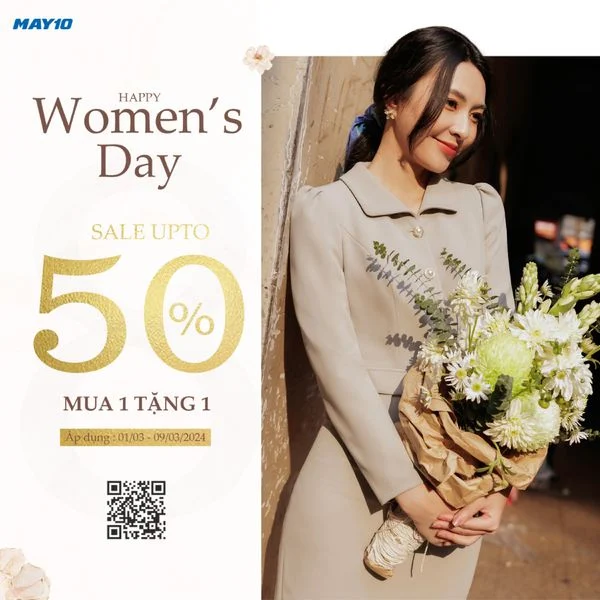 MAY10
HAPPY
Women's
Day
SALE UPTO
50%
MUA 1 TẶNG 1
Áp dụng : 01/03 - 09/03/2024